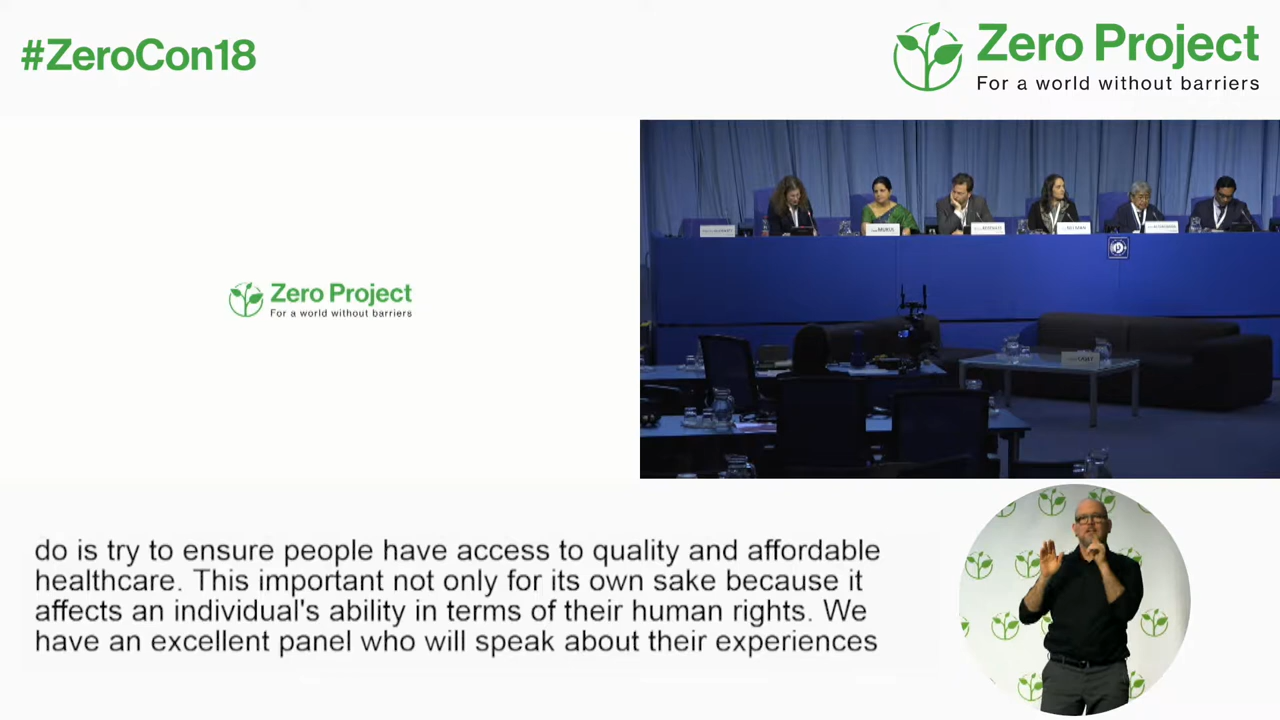 #ZeroCon18
Zero Project
For a world without barriers
Zero Project
For a world without barriers
do is try to ensure people have access to quality and affordable
healthcare. This important not only for its own sake because it
affects an individual's ability in terms of their human rights. We
have an excellent panel who will speak about their experiences